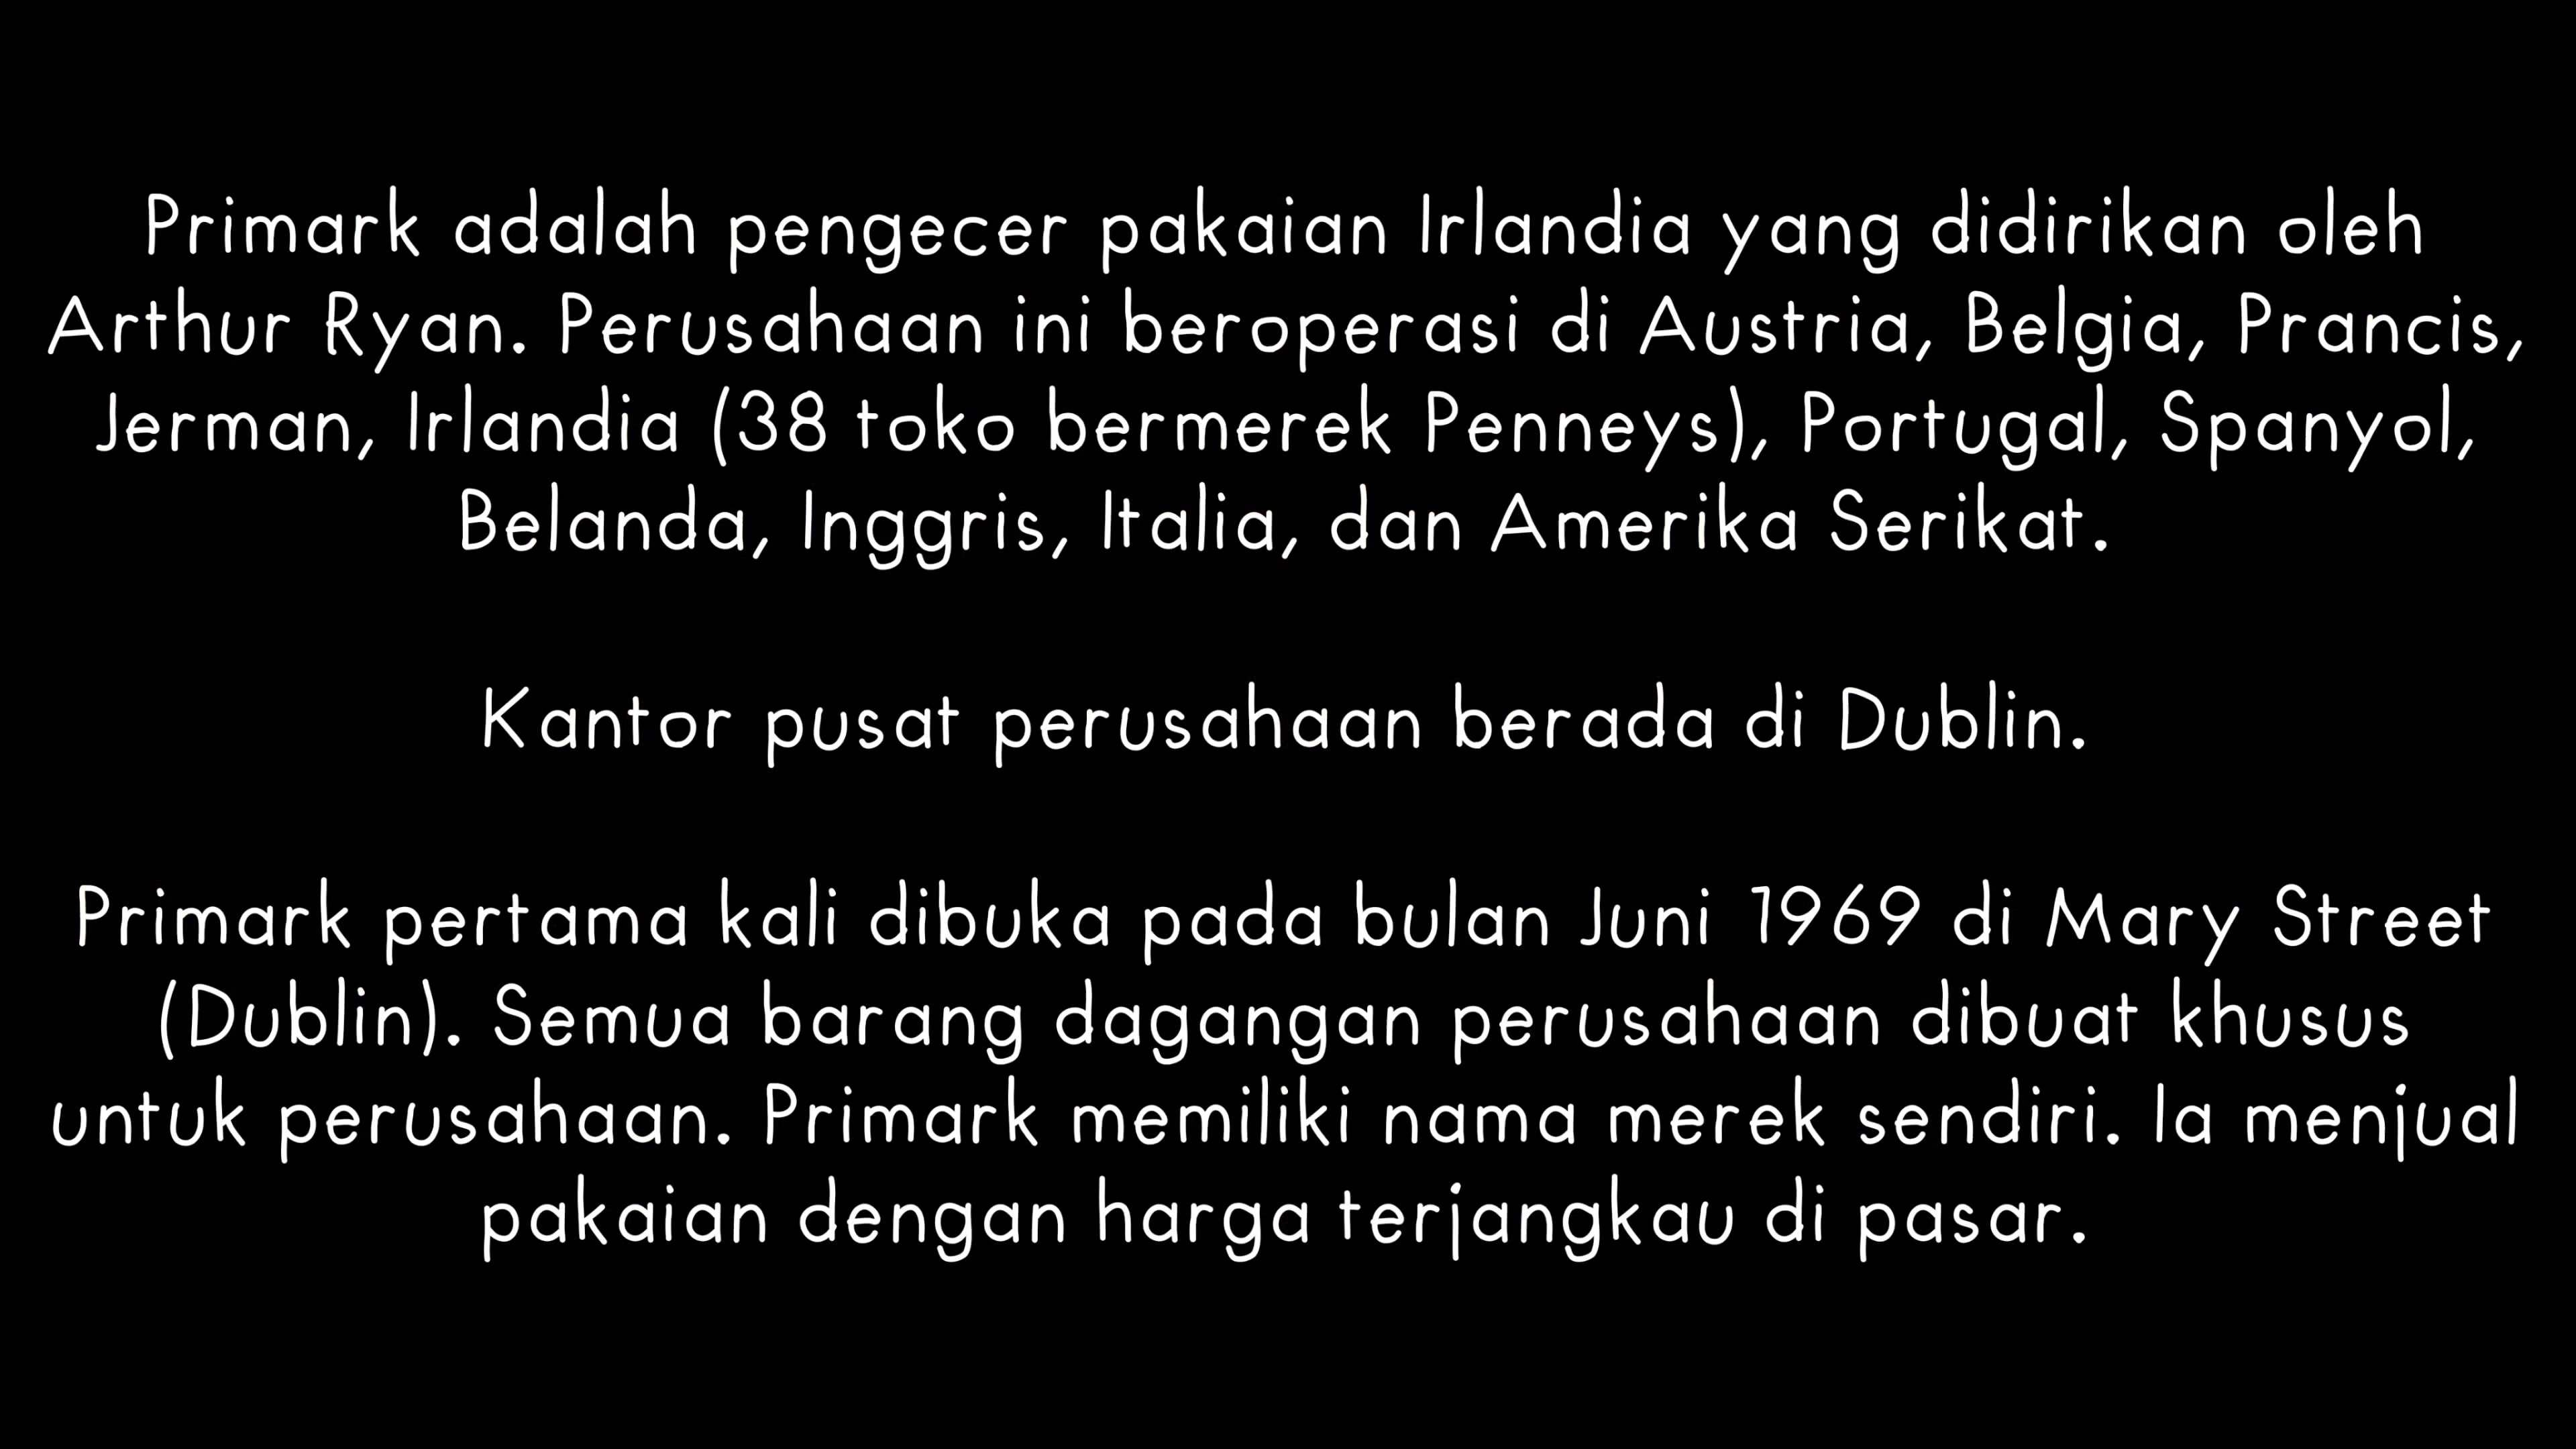 Primark adalah pengecer pakaian Irlandia yang didirikan oleh
Arthur Ryan. Perusahaan ini beroperasi di Austria, Belgia, Prancis,
Jerman, Irlandia (38 toko bermerek Penneys), Portugal, Spanyol,
Belanda, Inggris, Italia, dan Amerika Serikat.
Kantor pusat perusahaan berada di Dublin.
Primark pertama kali dibuka pada bulan Juni 1969 di Mary Street
(Dublin). Semua barang dagangan perusahaan dibuat khusus
untuk perusahaan. Primark memiliki nama merek sendiri. Ia menjual
pakaian dengan harga terjangkau di pasar.